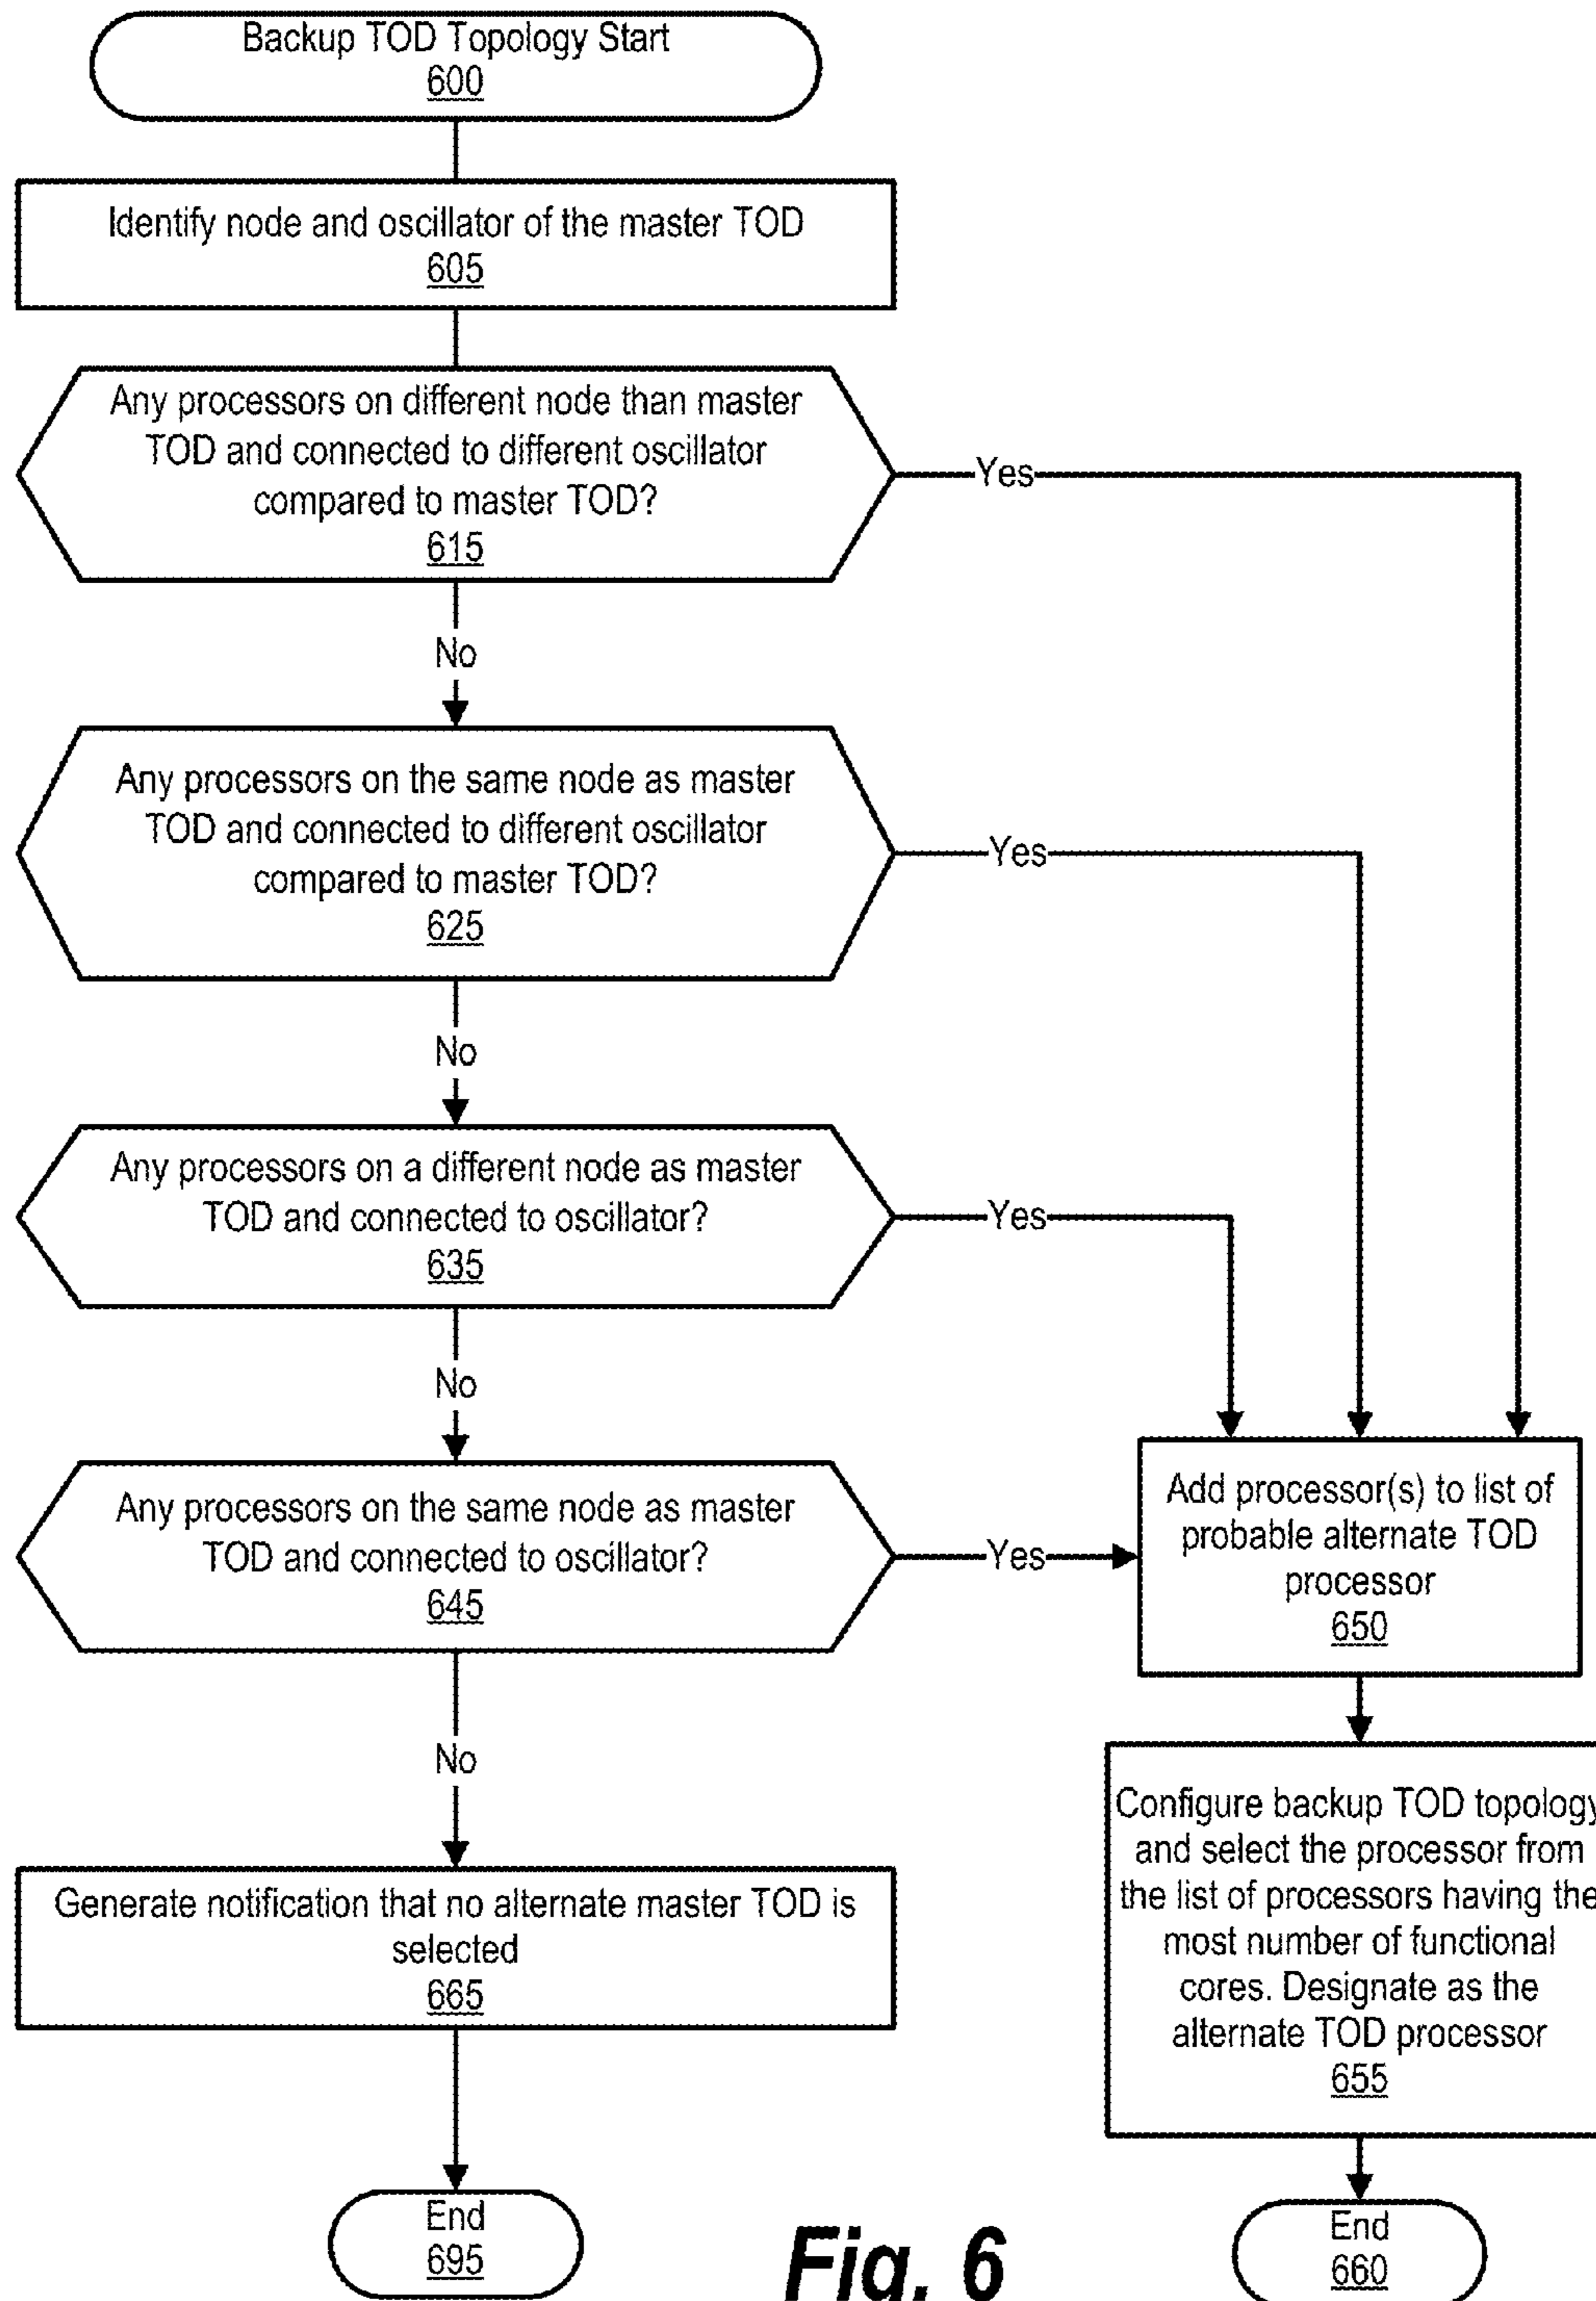 Backup TOD Topology Start
600
Identify node and oscillator of the master TOD
605
Any processors on different node than master
TOD and connected to different oscillator
compared to master TOD?
615
Yes
No
Any processors on the same node as master
TOD and connected to different oscillator
compared to master TOD?
625
Yes
No
Any processors on a different node as master
TOD and connected to oscillator?
635
Yes
No
Any processors on the same node as master
TOD and connected to oscillator?
645
Yes
Add processor(s) to list of
probable alternate TOD
processor
650
No
Configure backup TOD topology
and select the processor from
the list of processors having the
most number of functional
cores. Designate as the
alternate TOD processor
655
Generate notification that no alternate master TOD is
selected
665
End
695
Fig. 6
End
660